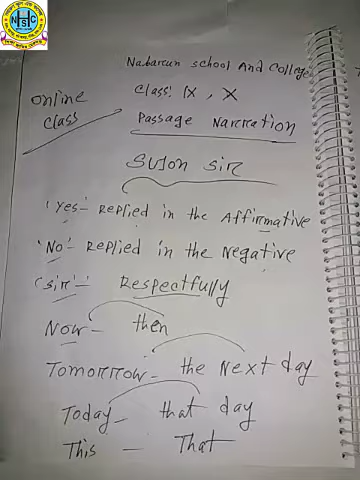 NSC
Nabarun school And College
Online
class
Class: IX, X
Passage Narration
Sujon sir
'Yes'- Replied in the Affirmative
'No'- Replied in the Negative
'sir'- Respectfully
Now- then
Tomorrow- the Next day
Today- that day
This - That